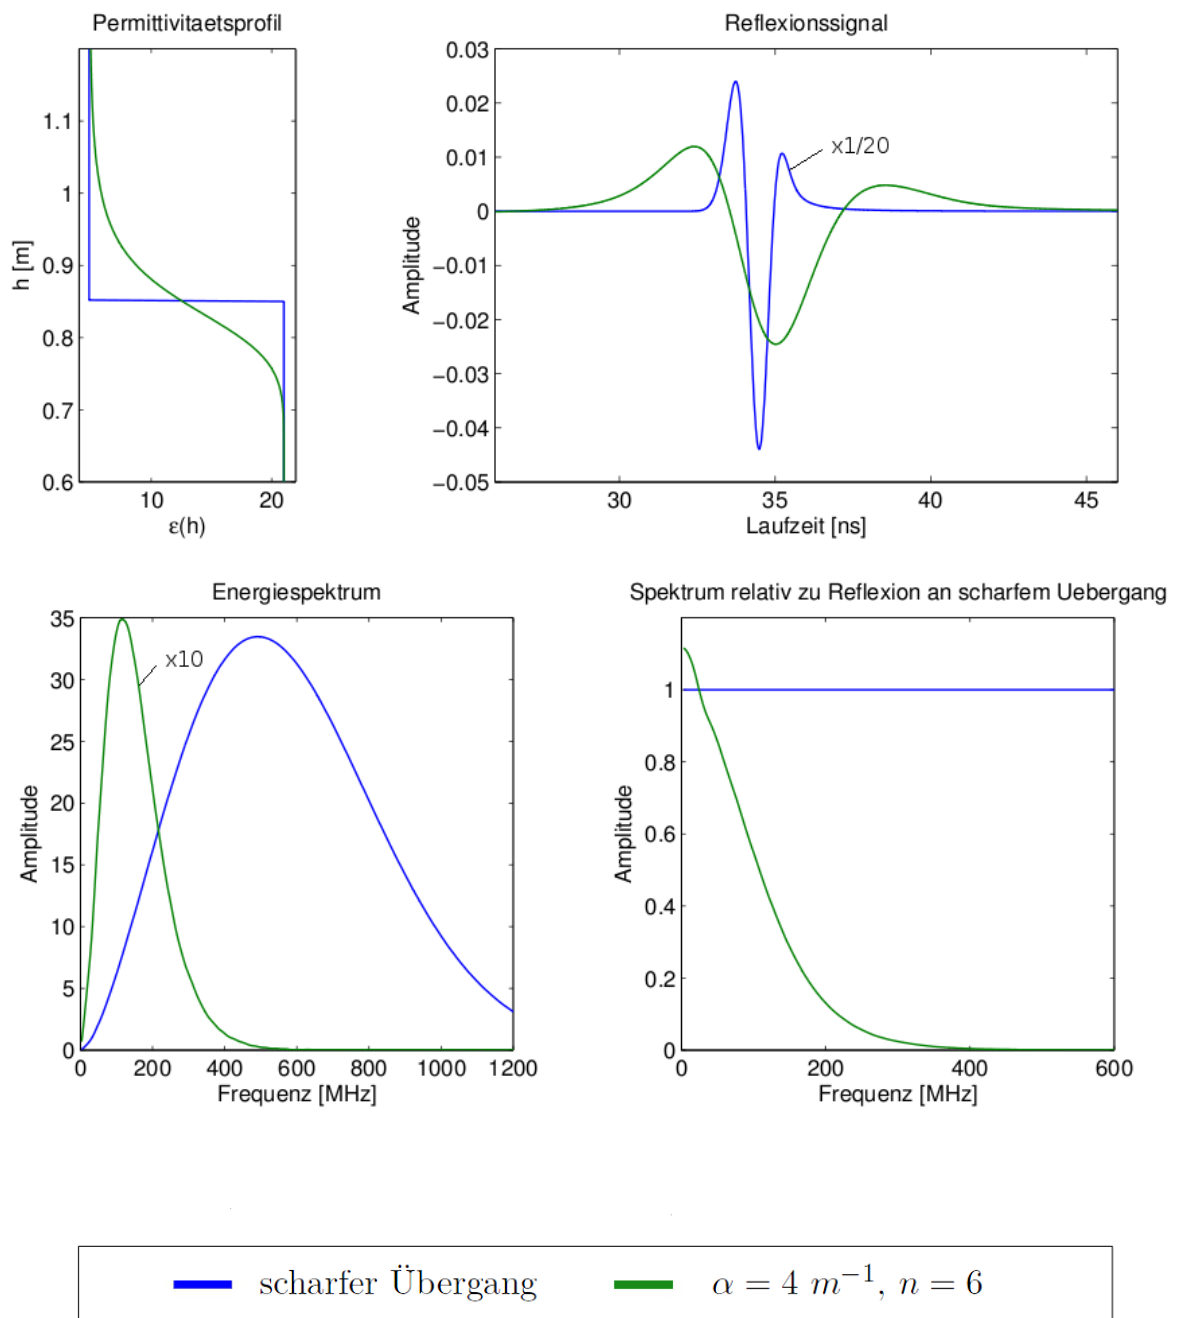 Permittivitaetsprofil
h [m]
1.1
1
0.9
0.8
0.7
0.6
10
20
ε(h)
Reflexionssignal
Amplitude
0.03
0.02
0.01
0
−0.01
−0.02
−0.03
−0.04
−0.05
x1/20
30
35
40
45
Laufzeit [ns]
Energiespektrum
Amplitude
35
30
25
20
15
10
5
0
x10
0
200
400
600
800
1000
1200
Frequenz [MHz]
Spektrum relativ zu Reflexion an scharfem Uebergang
Amplitude
1
0.8
0.6
0.4
0.2
0
0
200
400
600
Frequenz [MHz]
scharfer Übergang
α = 4 m⁻¹, n = 6